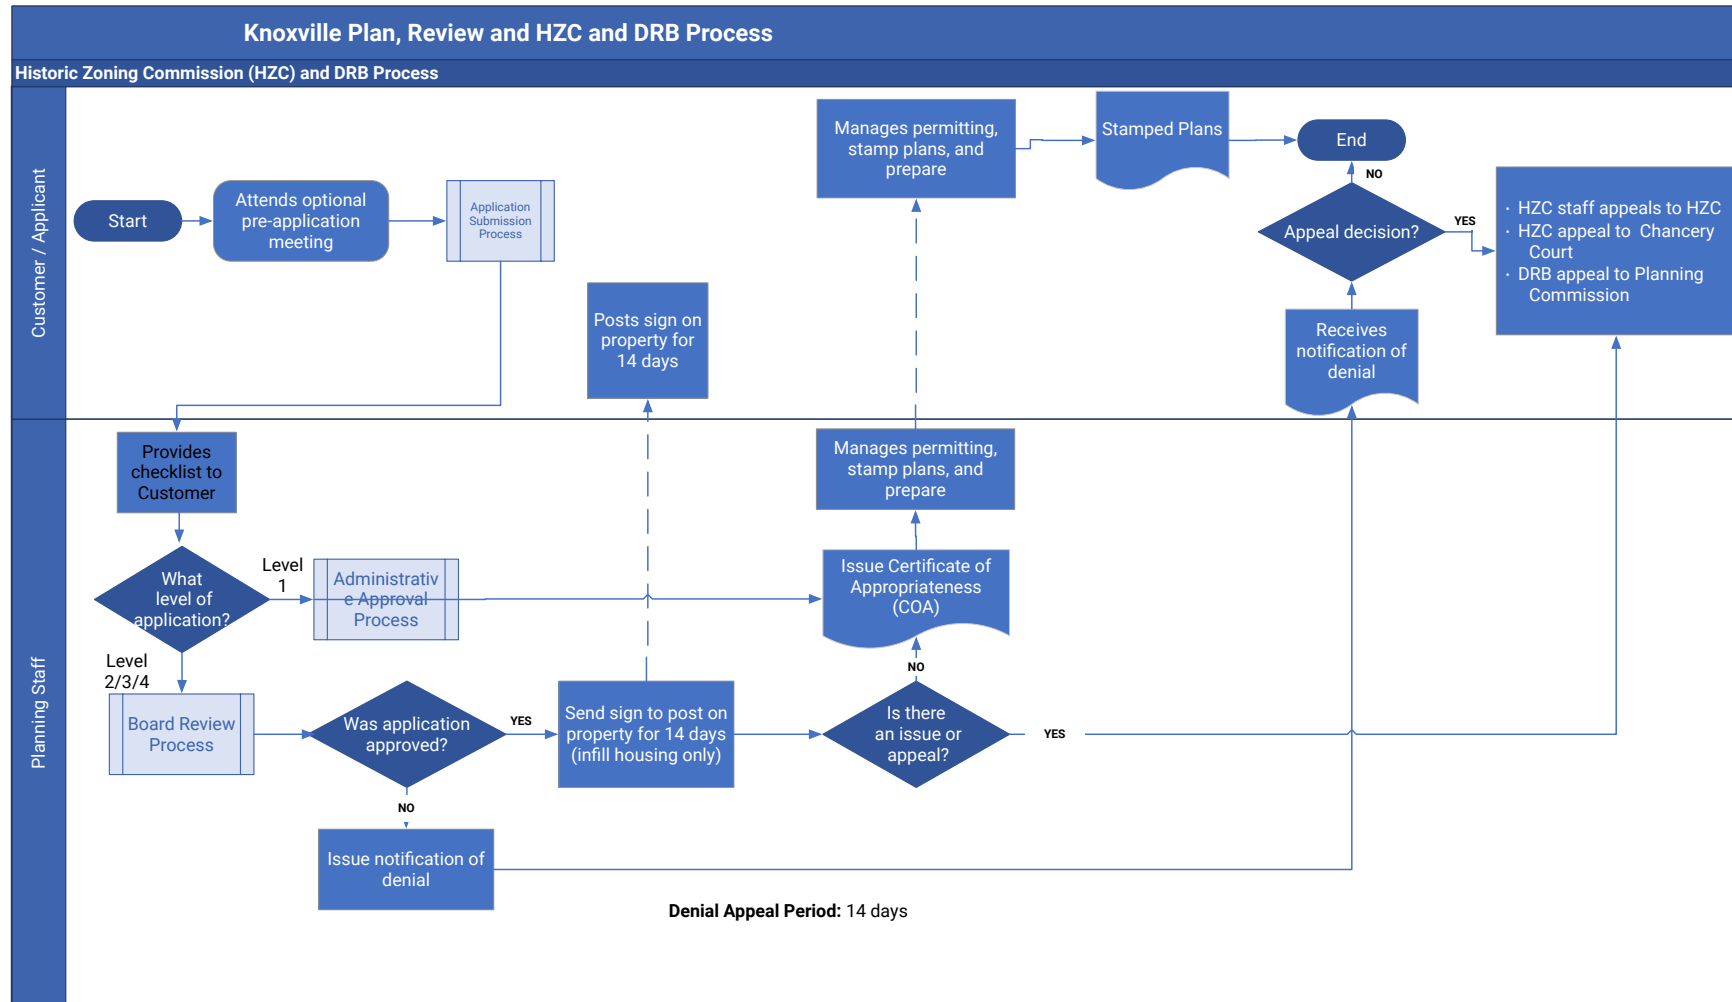 Knoxville Plan, Review and HZC and DRB Process
Historic Zoning Commission (HZC) and DRB Process
Customer / Applicant
Start
Attends optional
pre-application
meeting
Application
Submission
Process
Posts sign on
property for
14 days
Manages permitting,
stamp plans, and
prepare
Stamped Plans
End
NO
Appeal decision?
YES
· HZC staff appeals to HZC
· HZC appeal to Chancery
Court
· DRB appeal to Planning
Commission
Receives
notification of
denial
Planning Staff
Provides
checklist to
Customer
What
level of
application?
Level
1
Administrativ
e Approval
Process
Level
2/3/4
Board Review
Process
Was application
approved?
YES
NO
Issue notification of
denial
Send sign to post on
property for 14 days
(infill housing only)
Is there
an issue or
appeal?
NO
YES
Issue Certificate of
Appropriateness
(COA)
Manages permitting,
stamp plans, and
prepare
Denial Appeal Period: 14 days